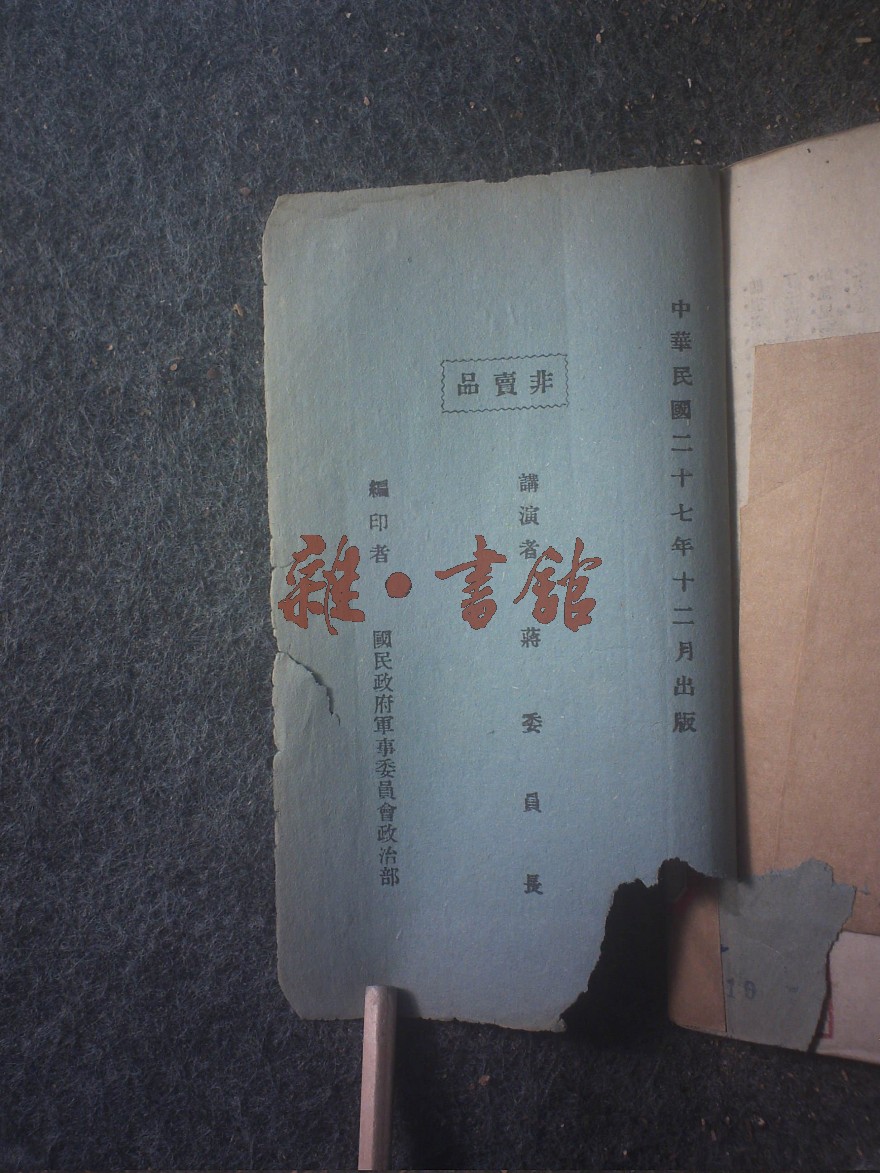 中華民國二十七年十二月出版
非賣品
講演者 蔣委員長
編印者 國民政府軍事委員會政治部
雜·書館
10